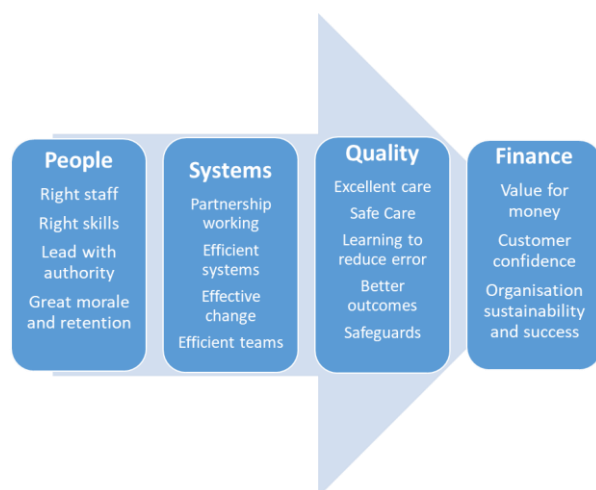 People
Right staff
Right skills
Lead with
authority
Great morale
and retention
Systems
Partnership
working
Efficient
systems
Effective
change
Efficient teams
Quality
Excellent care
Safe Care
Learning to
reduce error
Better
outcomes
Safeguards
Finance
Value for
money
Customer
confidence
Organisation
sustainability
and success